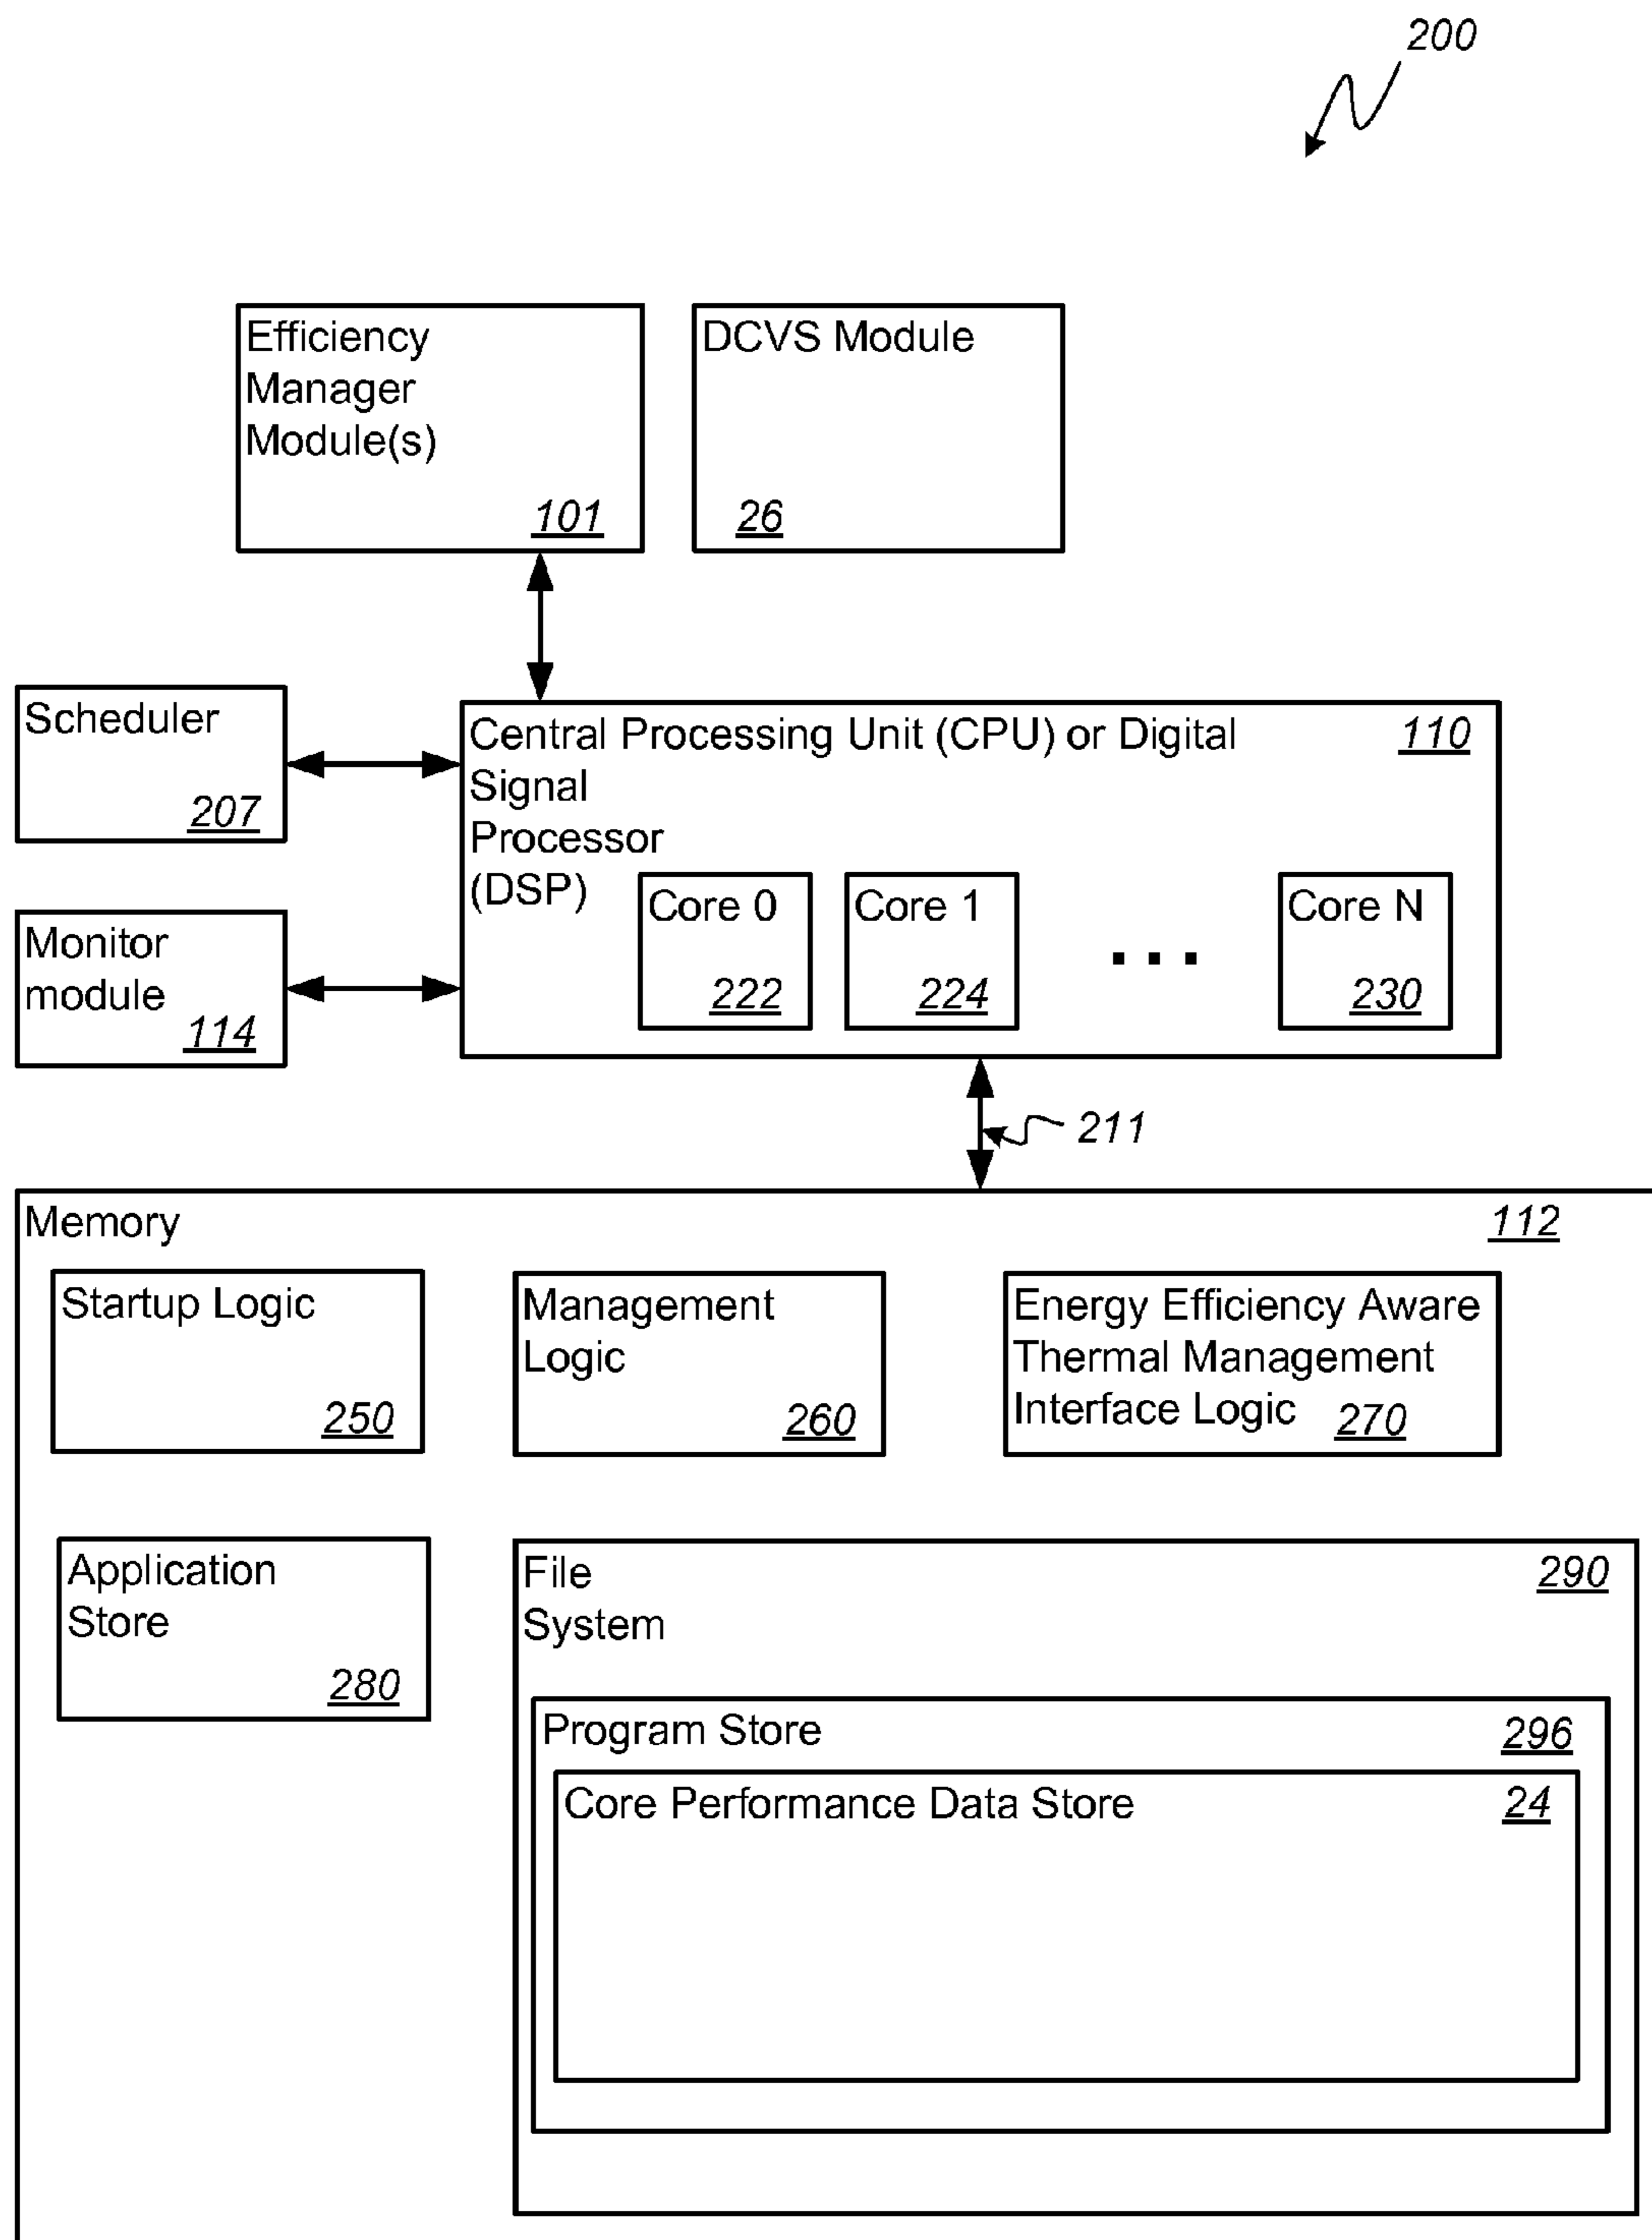 200
Efficiency
Manager
Module(s)
101
DCVS Module
26
Scheduler
207
Central Processing Unit (CPU) or Digital
Signal
Processor
(DSP)
110
Core 0
222
Core 1
224
...
Core N
230
Monitor
module
114
211
Memory
112
Startup Logic
250
Management
Logic
260
Energy Efficiency Aware
Thermal Management
Interface Logic 270
Application
Store
280
File
System
290
Program Store
296
Core Performance Data Store
24